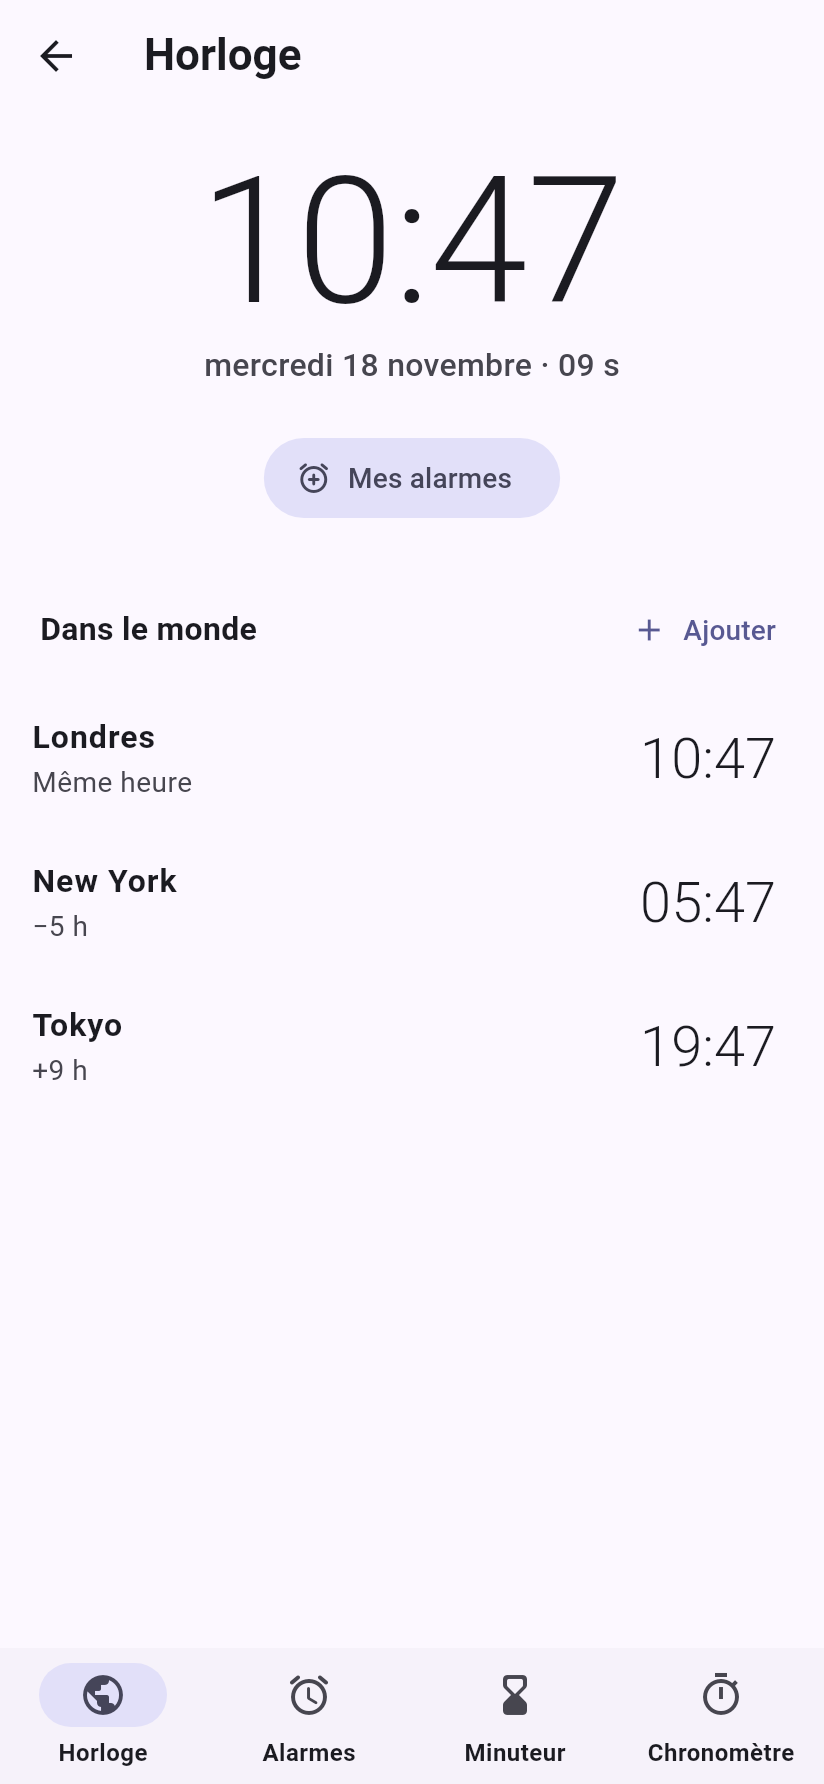 Horloge
10:47
mercredi 18 novembre · 09 s
Mes alarmes
Dans le monde
Ajouter
Londres
10:47
Même heure
New York
05:47
−5 h
Tokyo
19:47
+9 h
Horloge
Alarmes
Minuteur
Chronomètre